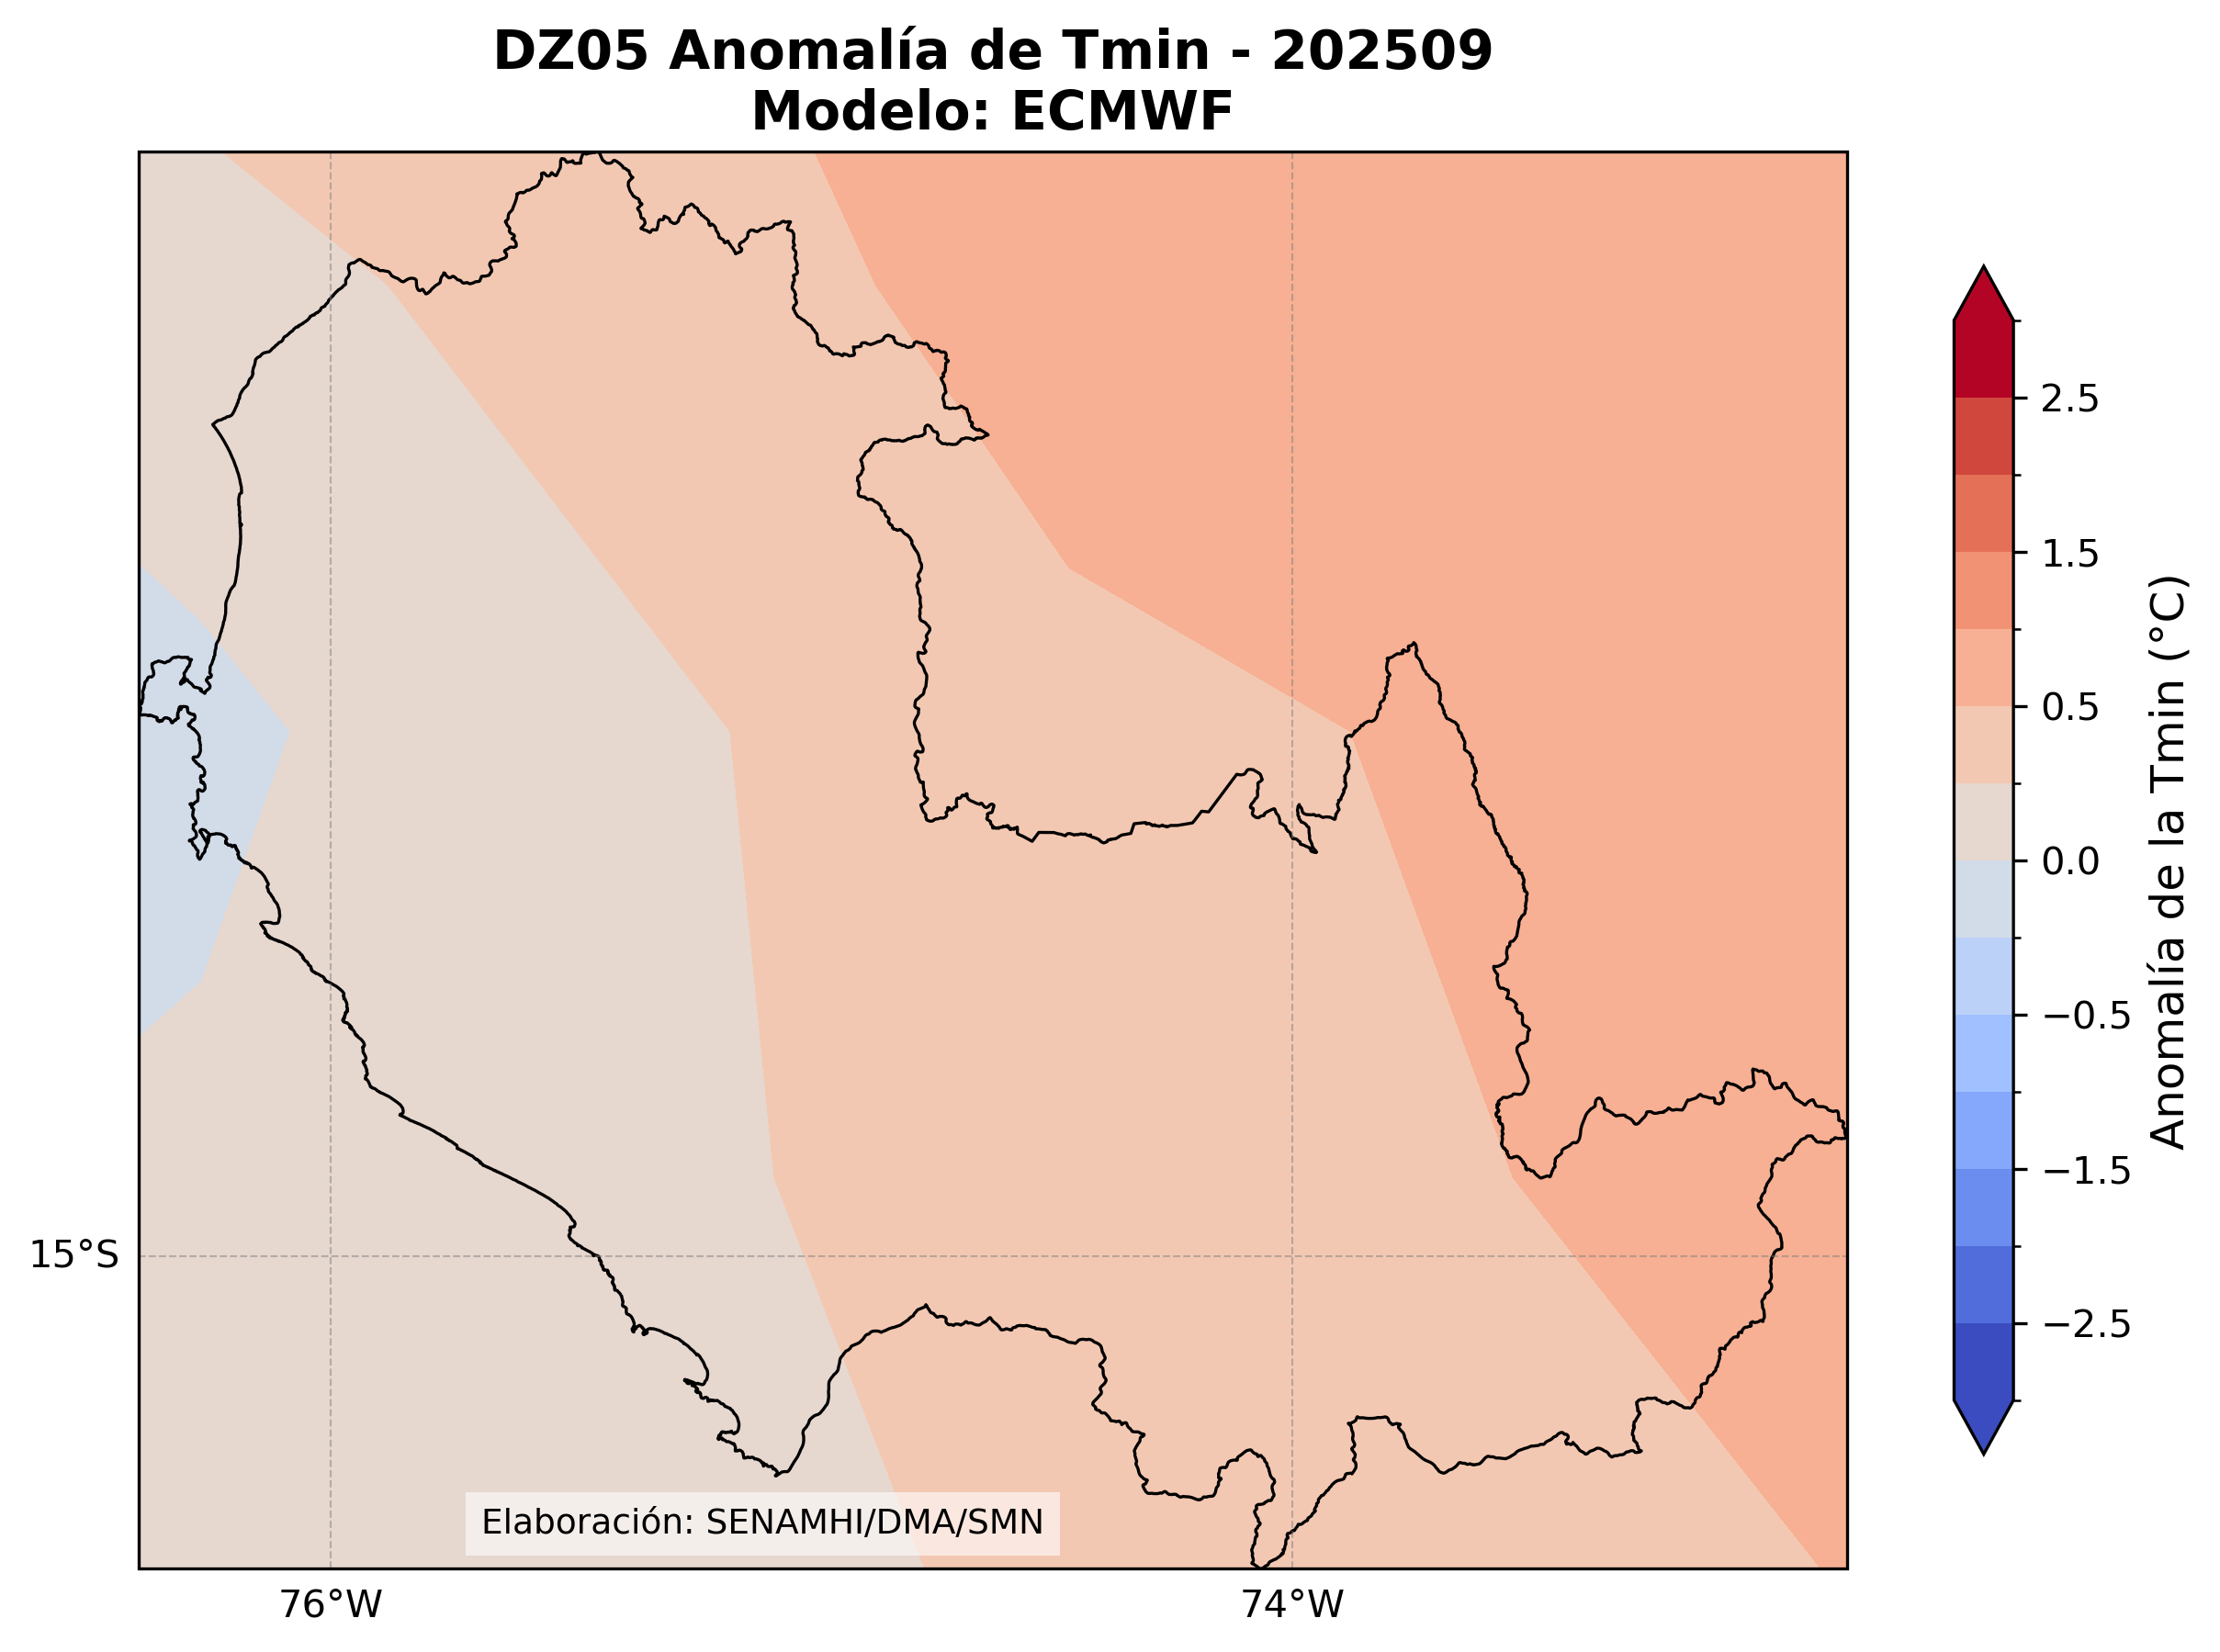 DZ05 Anomalía de Tmin - 202509
Modelo: ECMWF
15°S
76°W
74°W
Elaboración: SENAMHI/DMA/SMN
2.5
1.5
0.5
0.0
−0.5
−1.5
−2.5
Anomalía de la Tmin (°C)